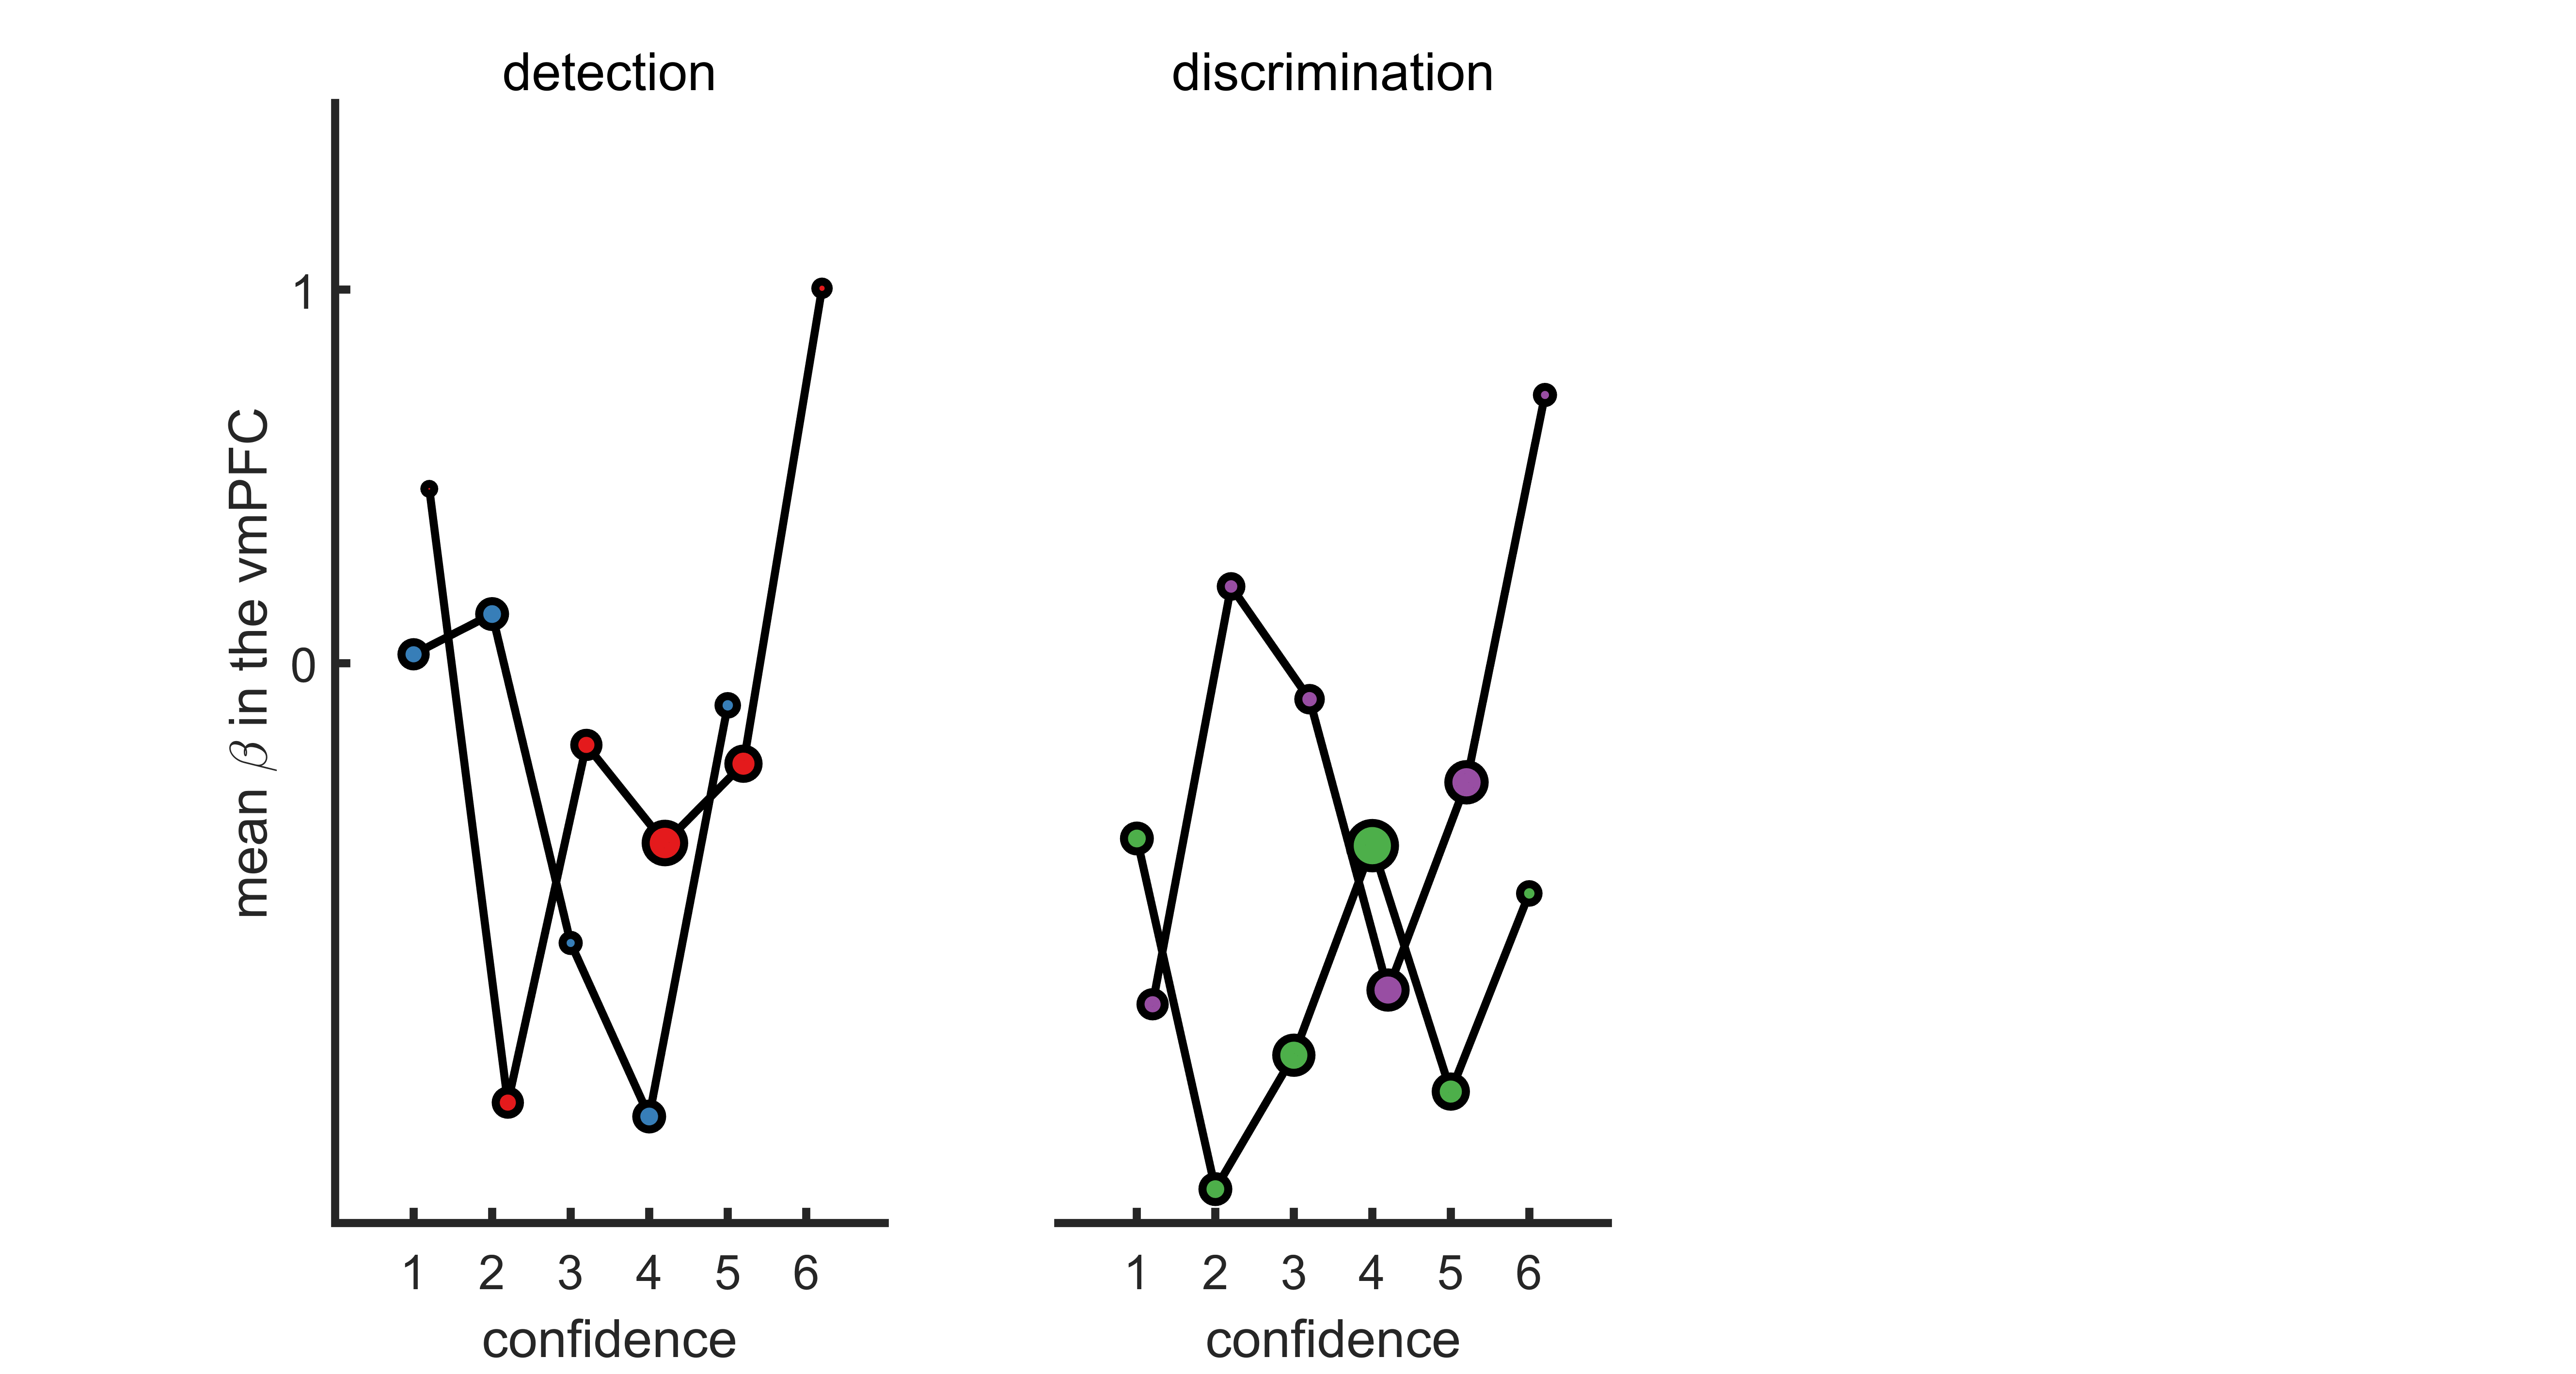 detection
discrimination
mean β in the vmPFC
1
0
1 2 3 4 5 6
1 2 3 4 5 6
confidence
confidence